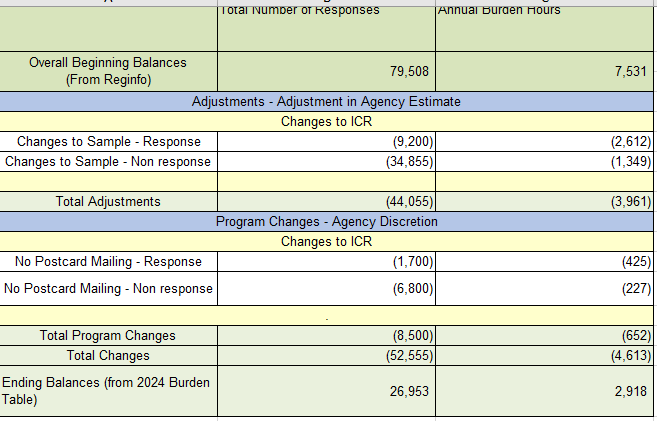 Total Number of Responses Annual Burden Hours
Overall Beginning Balances
(From Reginfo) 79,508 7,531
Adjustments - Adjustment in Agency Estimate
Changes to ICR
Changes to Sample - Response (9,200) (2,612)
Changes to Sample - Non response (34,855) (1,349)
Total Adjustments (44,055) (3,961)
Program Changes - Agency Discretion
Changes to ICR
No Postcard Mailing - Response (1,700) (425)
No Postcard Mailing - Non response (6,800) (227)
.
Total Program Changes (8,500) (652)
Total Changes (52,555) (4,613)
Ending Balances (from 2024 Burden
Table) 26,953 2,918